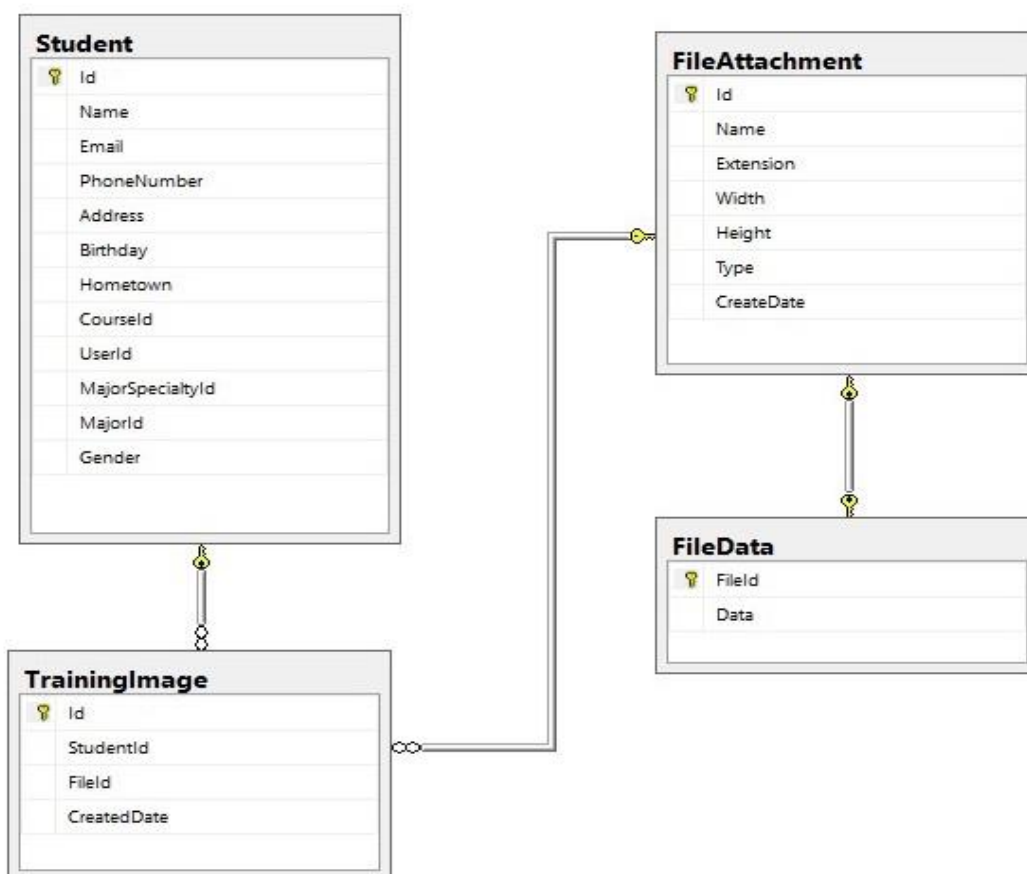 Student
Id
Name
Email
PhoneNumber
Address
Birthday
Hometown
CourseId
UserId
MajorSpecialtyId
MajorId
Gender
FileAttachment
Id
Name
Extension
Width
Height
Type
CreateDate
FileData
FileId
Data
TrainingImage
Id
StudentId
FileId
CreatedDate